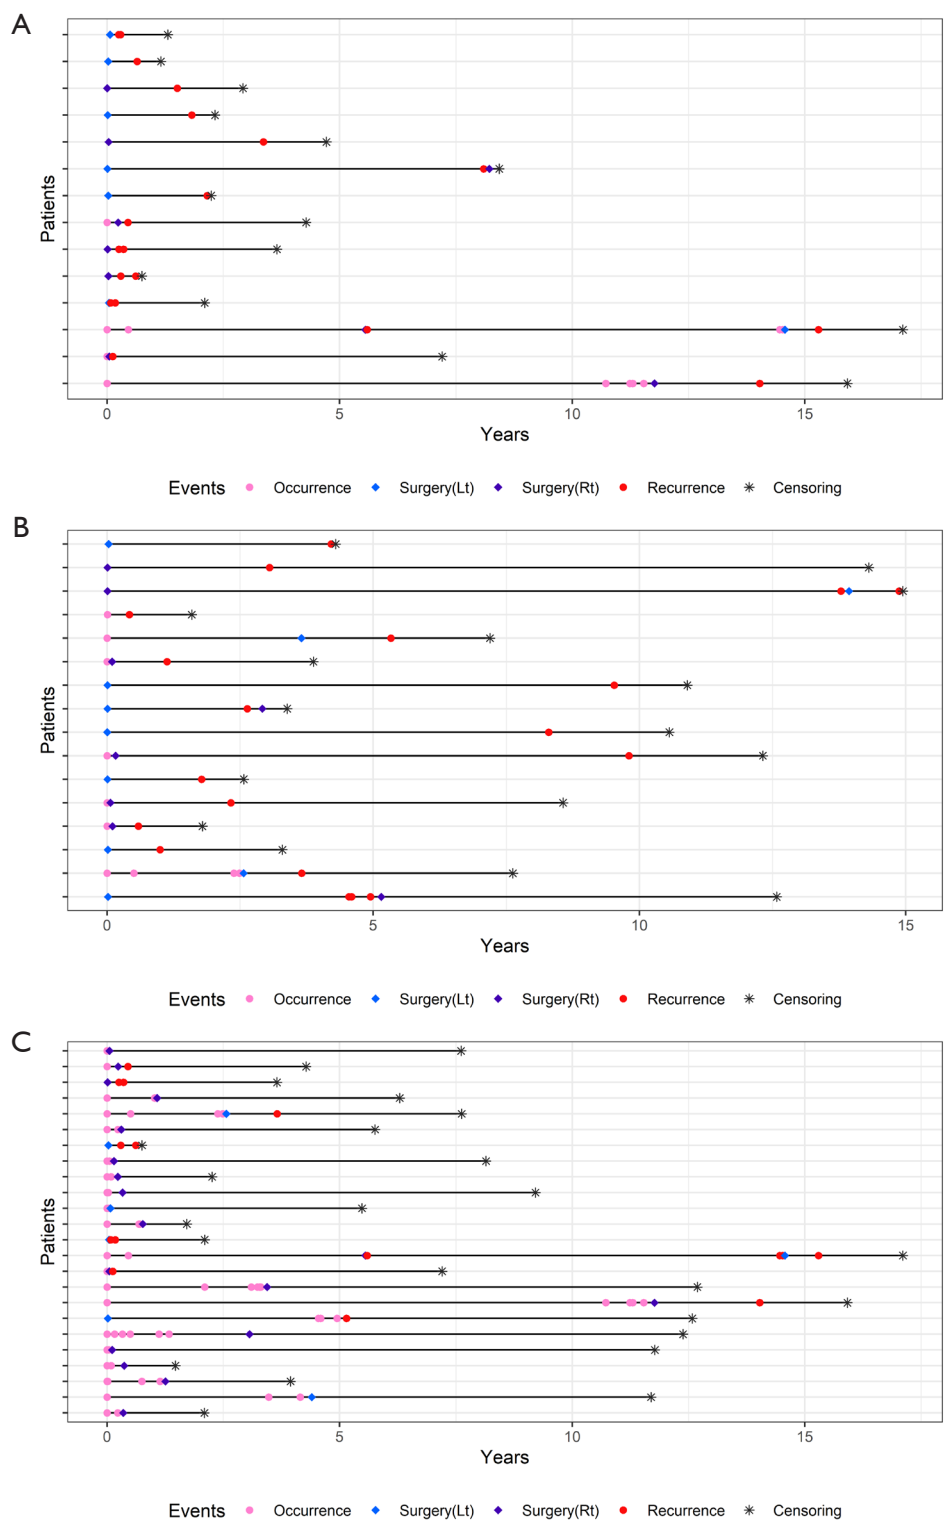 A
Patients
0 5 10 15
Years
Events Occurrence Surgery(Lt) Surgery(Rt) Recurrence Censoring
B
Patients
0 5 10 15
Years
Events Occurrence Surgery(Lt) Surgery(Rt) Recurrence Censoring
C
Patients
0 5 10 15
Years
Events Occurrence Surgery(Lt) Surgery(Rt) Recurrence Censoring